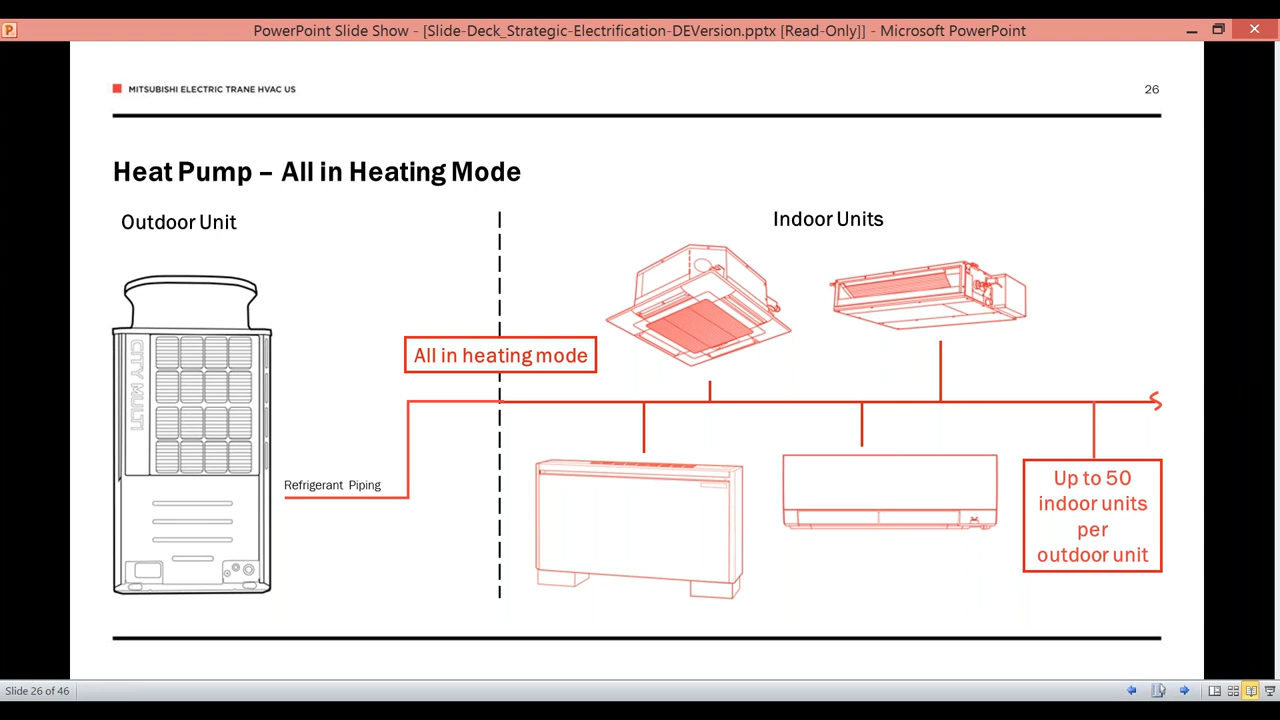 PowerPoint Slide Show - [Slide-Deck_Strategic-Electrification-DEVersion.pptx [Read-Only]] - Microsoft PowerPoint
MITSUBISHI ELECTRIC TRANE HVAC US
26
Heat Pump – All in Heating Mode
Outdoor Unit
Indoor Units
CITY MULTI
All in heating mode
Refrigerant Piping
Up to 50
indoor units
per
outdoor unit
Slide 26 of 46